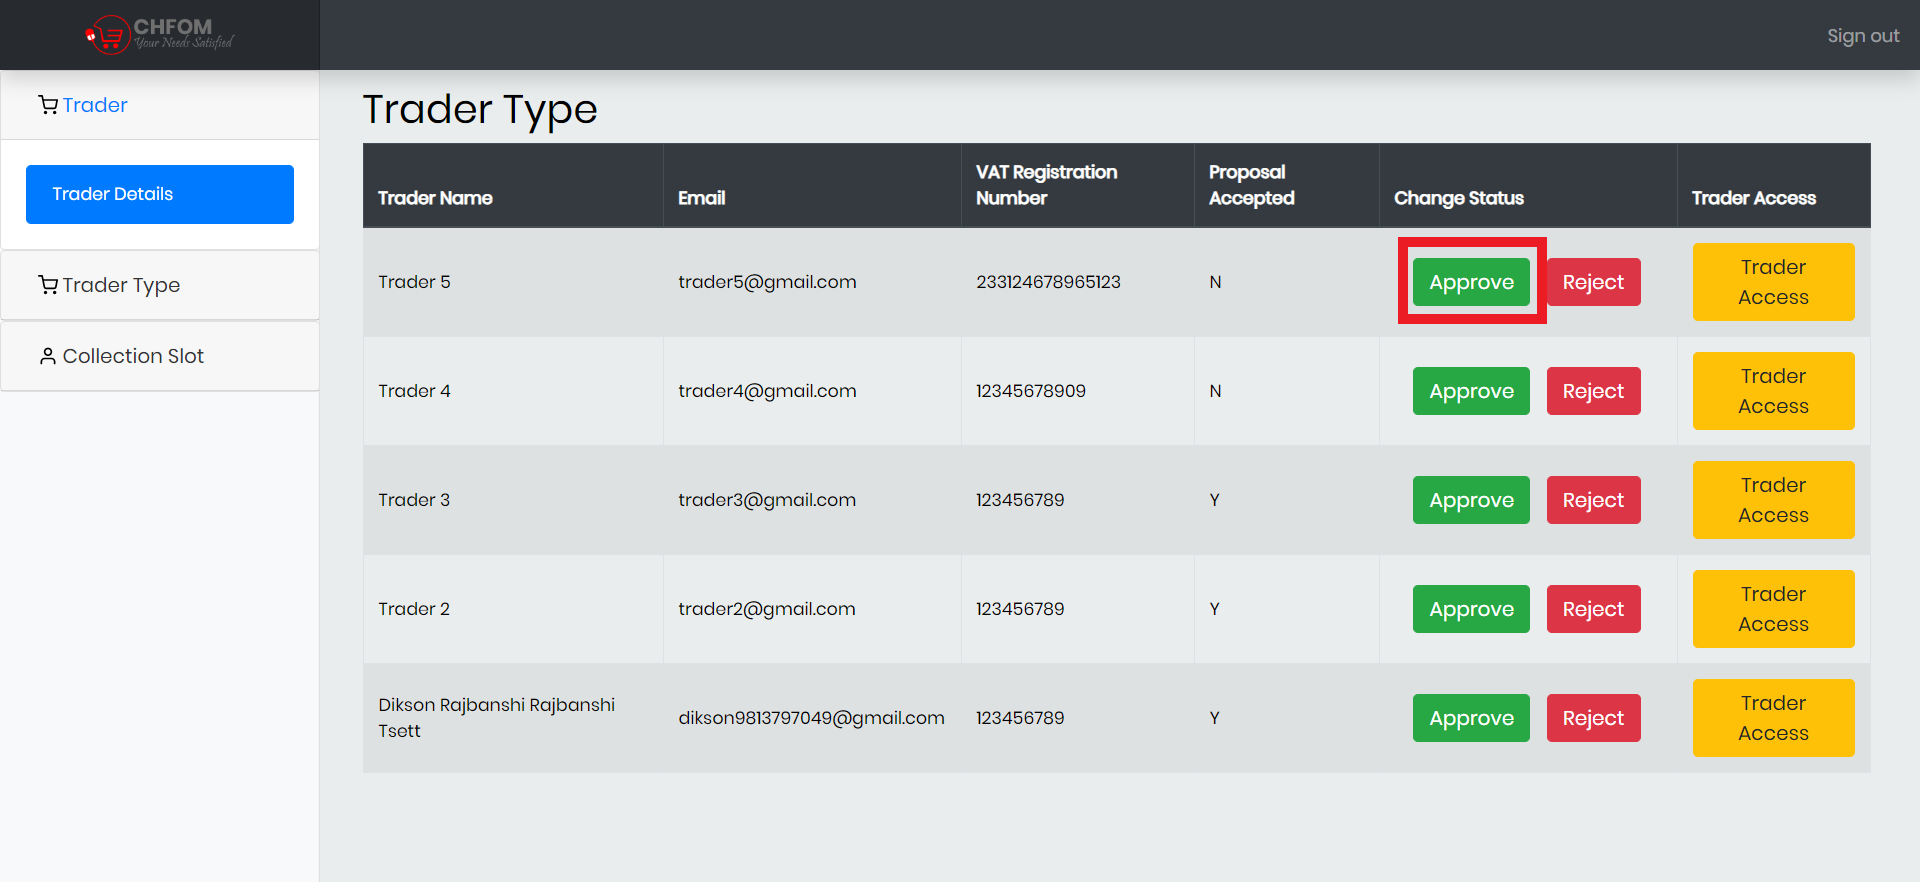 CHFOM
Your Needs Satisfied
Sign out
Trader
Trader Details
Trader Type
Collection Slot
Trader Type
Trader Name Email VAT Registration Number Proposal Accepted Change Status Trader Access
Trader 5 trader5@gmail.com 233124678965123 N Approve Reject Trader Access
Trader 4 trader4@gmail.com 12345678909 N Approve Reject Trader Access
Trader 3 trader3@gmail.com 123456789 Y Approve Reject Trader Access
Trader 2 trader2@gmail.com 123456789 Y Approve Reject Trader Access
Dikson Rajbanshi Rajbanshi Tsett dikson9813797049@gmail.com 123456789 Y Approve Reject Trader Access